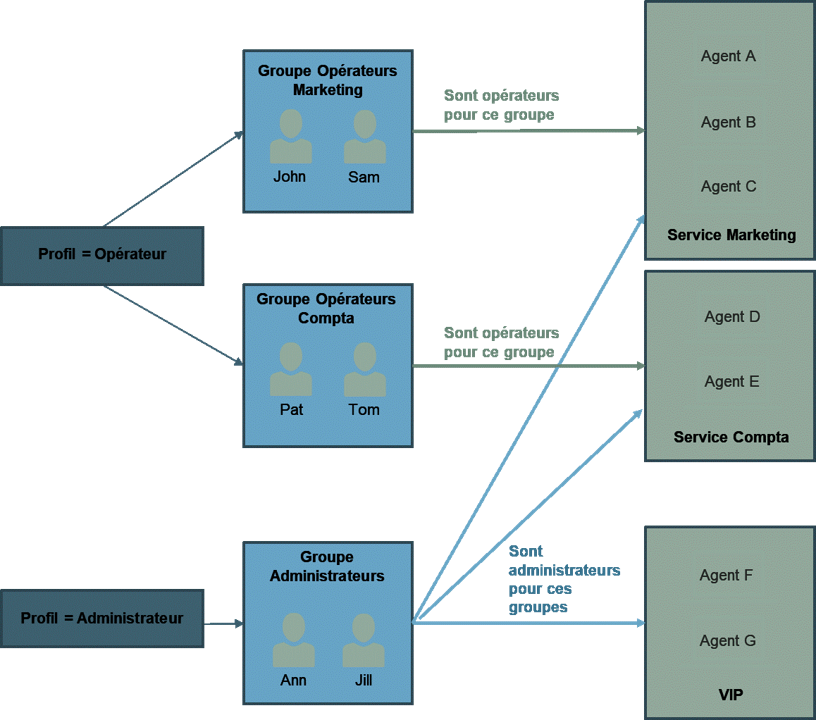 Profil = Opérateur
Groupe Opérateurs
Marketing
John
Sam
Sont opérateurs
pour ce groupe
Agent A
Agent B
Agent C
Service Marketing
Groupe Opérateurs
Compta
Pat
Tom
Sont opérateurs
pour ce groupe
Agent D
Agent E
Service Compta
Profil = Administrateur
Groupe
Administrateurs
Ann
Jill
Sont
administrateurs
pour ces
groupes
Agent F
Agent G
VIP